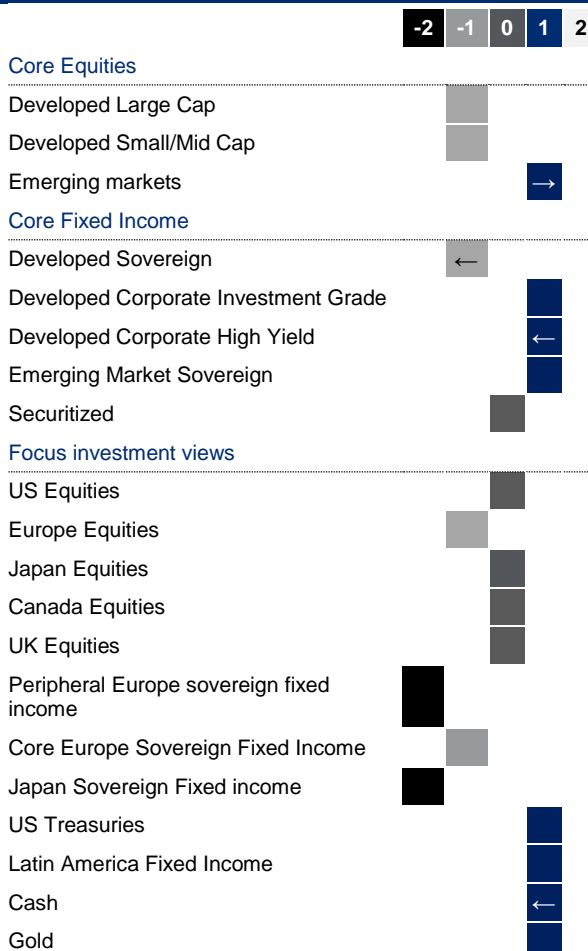 -2 -1 0 1 2
Core Equities
Developed Large Cap
Developed Small/Mid Cap
Emerging markets →
Core Fixed Income
Developed Sovereign ←
Developed Corporate Investment Grade
Developed Corporate High Yield ←
Emerging Market Sovereign
Securitized
Focus investment views
US Equities
Europe Equities
Japan Equities
Canada Equities
UK Equities
Peripheral Europe sovereign fixed
income
Core Europe Sovereign Fixed Income
Japan Sovereign Fixed income
US Treasuries
Latin America Fixed Income
Cash ←
Gold